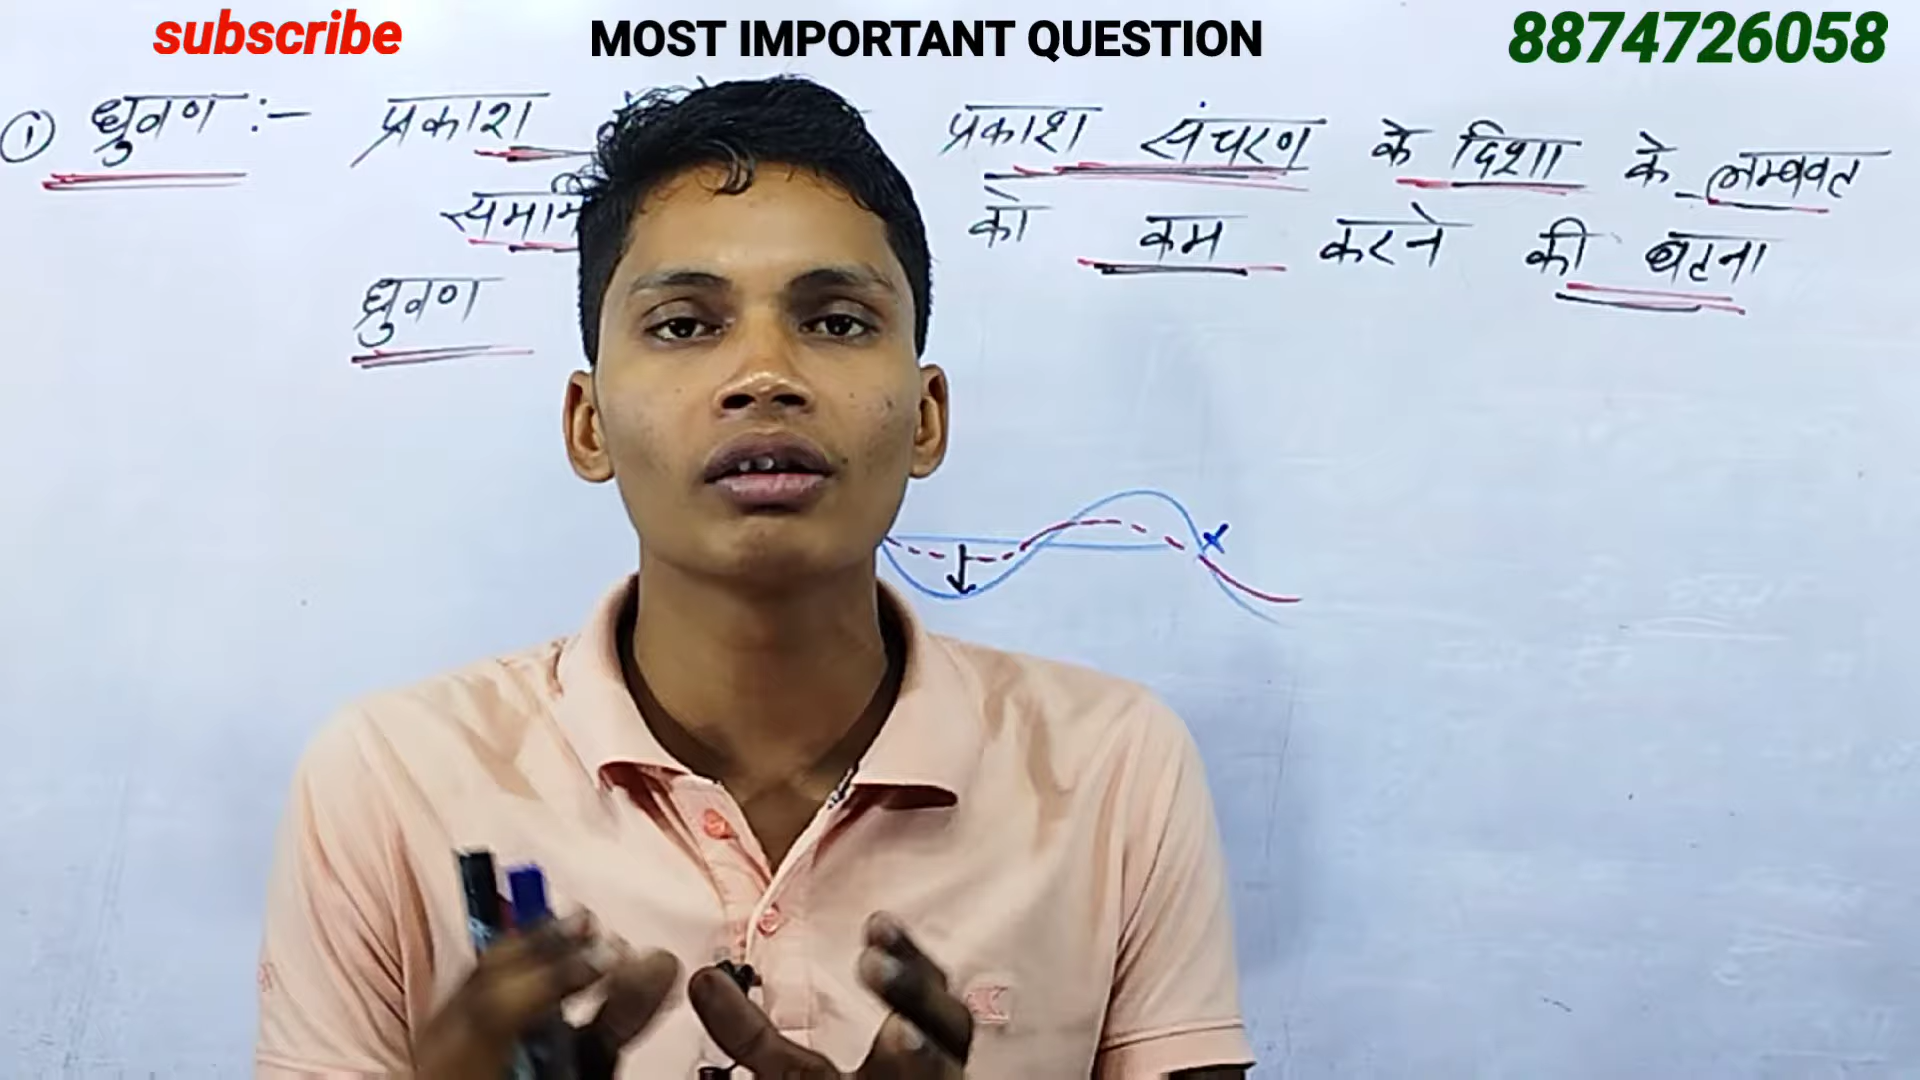 subscribe MOST IMPORTANT QUESTION 8874726058
① ध्रुवण :- प्रकाश प्रकाश संचरण के दिशा के लम्बवत
को कम करने की घटना
ध्रुवण
x